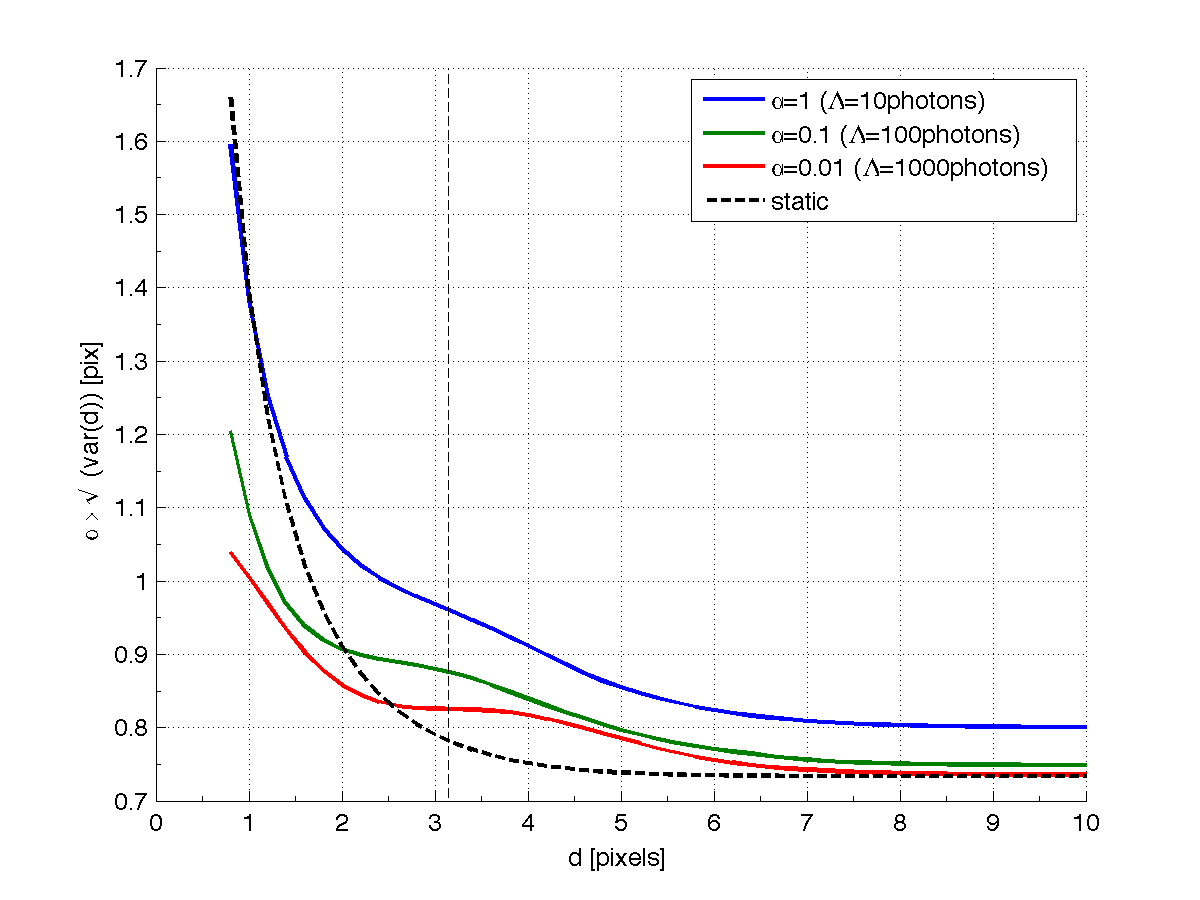 1.7
1.6
1.5
1.4
1.3
1.2
1.1
1
0.9
0.8
0.7
σ > √ (var(d)) [pix]
α=1 (Λ=10photons)
α=0.1 (Λ=100photons)
α=0.01 (Λ=1000photons)
static
0 1 2 3 4 5 6 7 8 9 10
d [pixels]